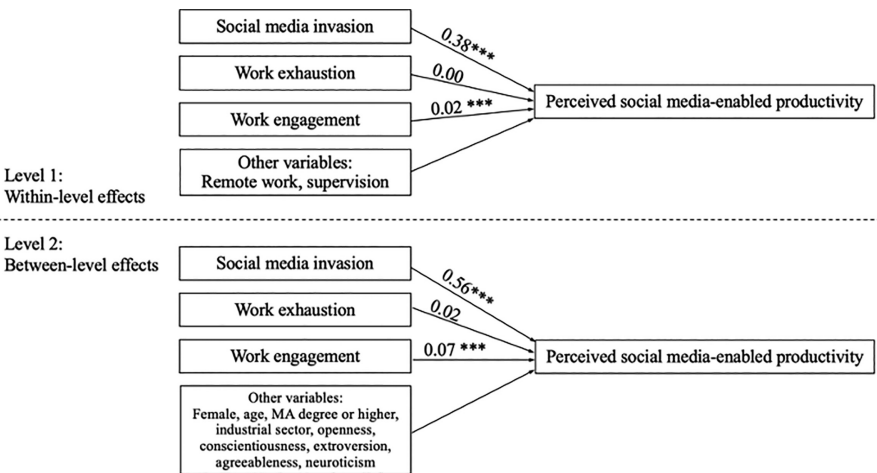 Social media invasion
0.38***
Work exhaustion
0.00
Perceived social media-enabled productivity
Work engagement
0.02 ***
Other variables:
Remote work, supervision
Level 1:
Within-level effects
Level 2:
Between-level effects
Social media invasion
0.56***
Work exhaustion
0.02
Work engagement
0.07 ***
Perceived social media-enabled productivity
Other variables:
Female, age, MA degree or higher,
industrial sector, openness,
conscientiousness, extroversion,
agreeableness, neuroticism